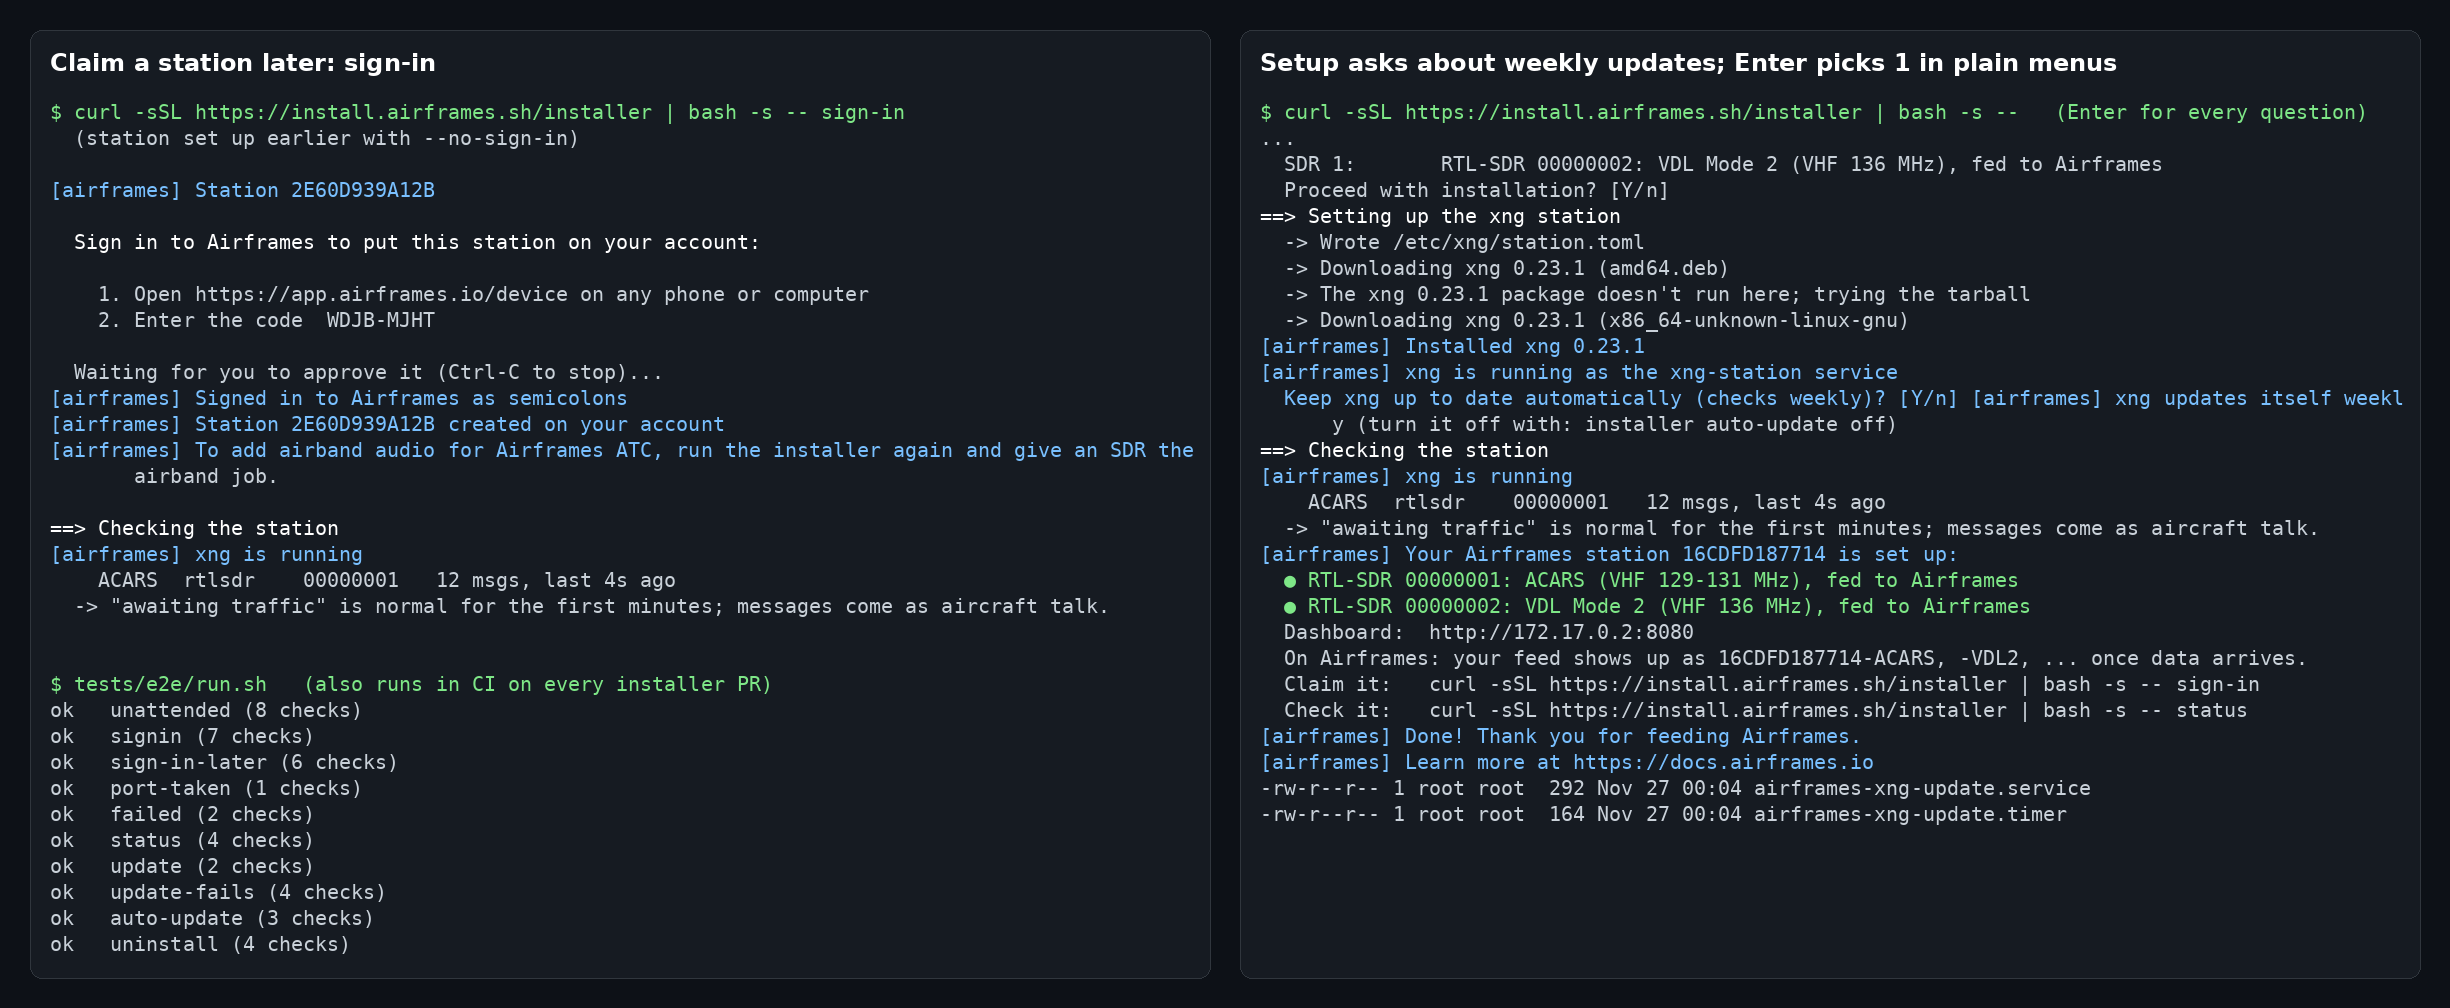 Claim a station later: sign-in
$ curl -sSL https://install.airframes.sh/installer | bash -s -- sign-in
(station set up earlier with --no-sign-in)
[airframes] Station 2E60D939A12B
Sign in to Airframes to put this station on your account:
1. Open https://app.airframes.io/device on any phone or computer
2. Enter the code  WDJB-MJHT
Waiting for you to approve it (Ctrl-C to stop)...
[airframes] Signed in to Airframes as semicolons
[airframes] Station 2E60D939A12B created on your account
[airframes] To add airband audio for Airframes ATC, run the installer again and give an SDR the
airband job.
==> Checking the station
[airframes] xng is running
ACARS  rtlsdr    00000001   12 msgs, last 4s ago
-> "awaiting traffic" is normal for the first minutes; messages come as aircraft talk.
$ tests/e2e/run.sh   (also runs in CI on every installer PR)
ok   unattended (8 checks)
ok   signin (7 checks)
ok   sign-in-later (6 checks)
ok   port-taken (1 checks)
ok   failed (2 checks)
ok   status (4 checks)
ok   update (2 checks)
ok   update-fails (4 checks)
ok   auto-update (3 checks)
ok   uninstall (4 checks)
Setup asks about weekly updates; Enter picks 1 in plain menus
$ curl -sSL https://install.airframes.sh/installer | bash -s --   (Enter for every question)
...
SDR 1:       RTL-SDR 00000002: VDL Mode 2 (VHF 136 MHz), fed to Airframes
Proceed with installation? [Y/n]
==> Setting up the xng station
-> Wrote /etc/xng/station.toml
-> Downloading xng 0.23.1 (amd64.deb)
-> The xng 0.23.1 package doesn't run here; trying the tarball
-> Downloading xng 0.23.1 (x86_64-unknown-linux-gnu)
[airframes] Installed xng 0.23.1
[airframes] xng is running as the xng-station service
Keep xng up to date automatically (checks weekly)? [Y/n] [airframes] xng updates itself weekl
y (turn it off with: installer auto-update off)
==> Checking the station
[airframes] xng is running
ACARS  rtlsdr    00000001   12 msgs, last 4s ago
-> "awaiting traffic" is normal for the first minutes; messages come as aircraft talk.
[airframes] Your Airframes station 16CDFD187714 is set up:
● RTL-SDR 00000001: ACARS (VHF 129-131 MHz), fed to Airframes
● RTL-SDR 00000002: VDL Mode 2 (VHF 136 MHz), fed to Airframes
Dashboard:  http://172.17.0.2:8080
On Airframes: your feed shows up as 16CDFD187714-ACARS, -VDL2, ... once data arrives.
Claim it:   curl -sSL https://install.airframes.sh/installer | bash -s -- sign-in
Check it:   curl -sSL https://install.airframes.sh/installer | bash -s -- status
[airframes] Done! Thank you for feeding Airframes.
[airframes] Learn more at https://docs.airframes.io
-rw-r--r-- 1 root root  292 Nov 27 00:04 airframes-xng-update.service
-rw-r--r-- 1 root root  164 Nov 27 00:04 airframes-xng-update.timer